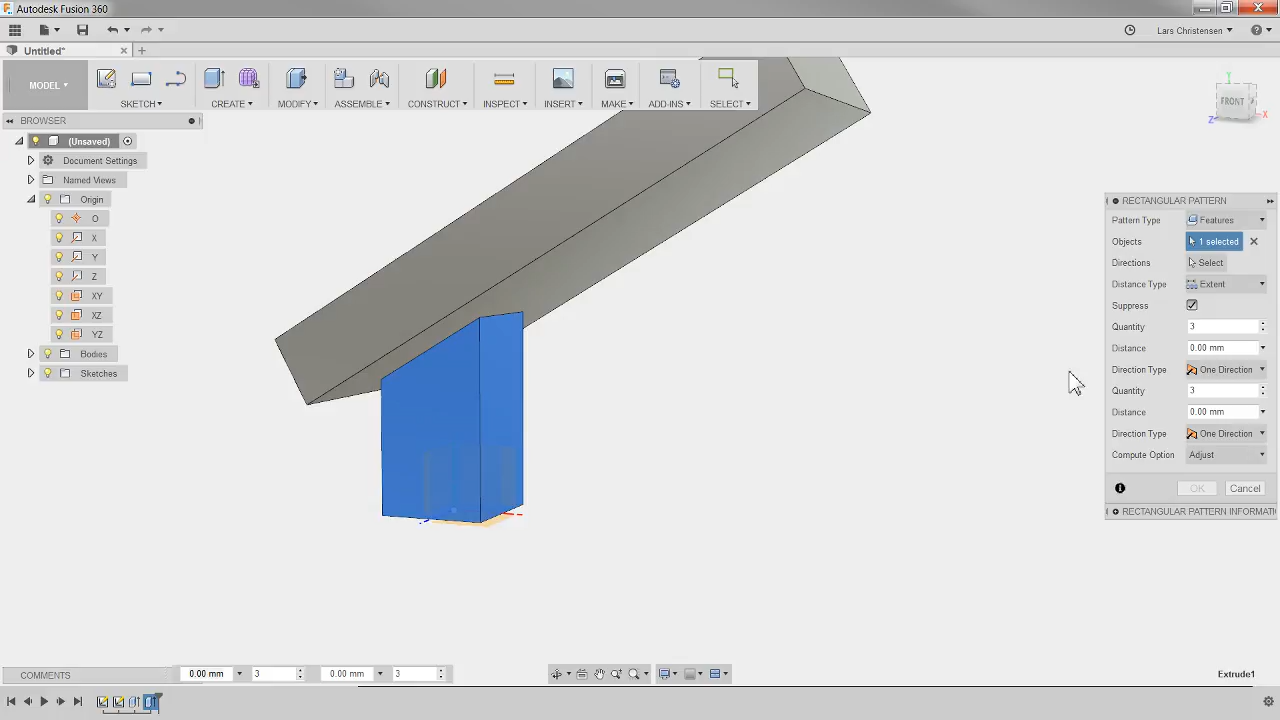 Autodesk Fusion 360
Lars Christensen
Untitled*
MODEL
SKETCH
CREATE
MODIFY
ASSEMBLE
CONSTRUCT
INSPECT
INSERT
MAKE
ADD-INS
SELECT
BROWSER
(Unsaved)
Document Settings
Named Views
Origin
O
X
Y
Z
XY
XZ
YZ
Bodies
Sketches
Y
FRONT
X
Z
RECTANGULAR PATTERN
Pattern Type Features
Objects 1 selected
Directions Select
Distance Type Extent
Suppress
Quantity 3
Distance 0.00 mm
Direction Type One Direction
Quantity 3
Distance 0.00 mm
Direction Type One Direction
Compute Option Adjust
OK Cancel
RECTANGULAR PATTERN INFORMATI
COMMENTS
0.00 mm 3 0.00 mm 3
Extrude1